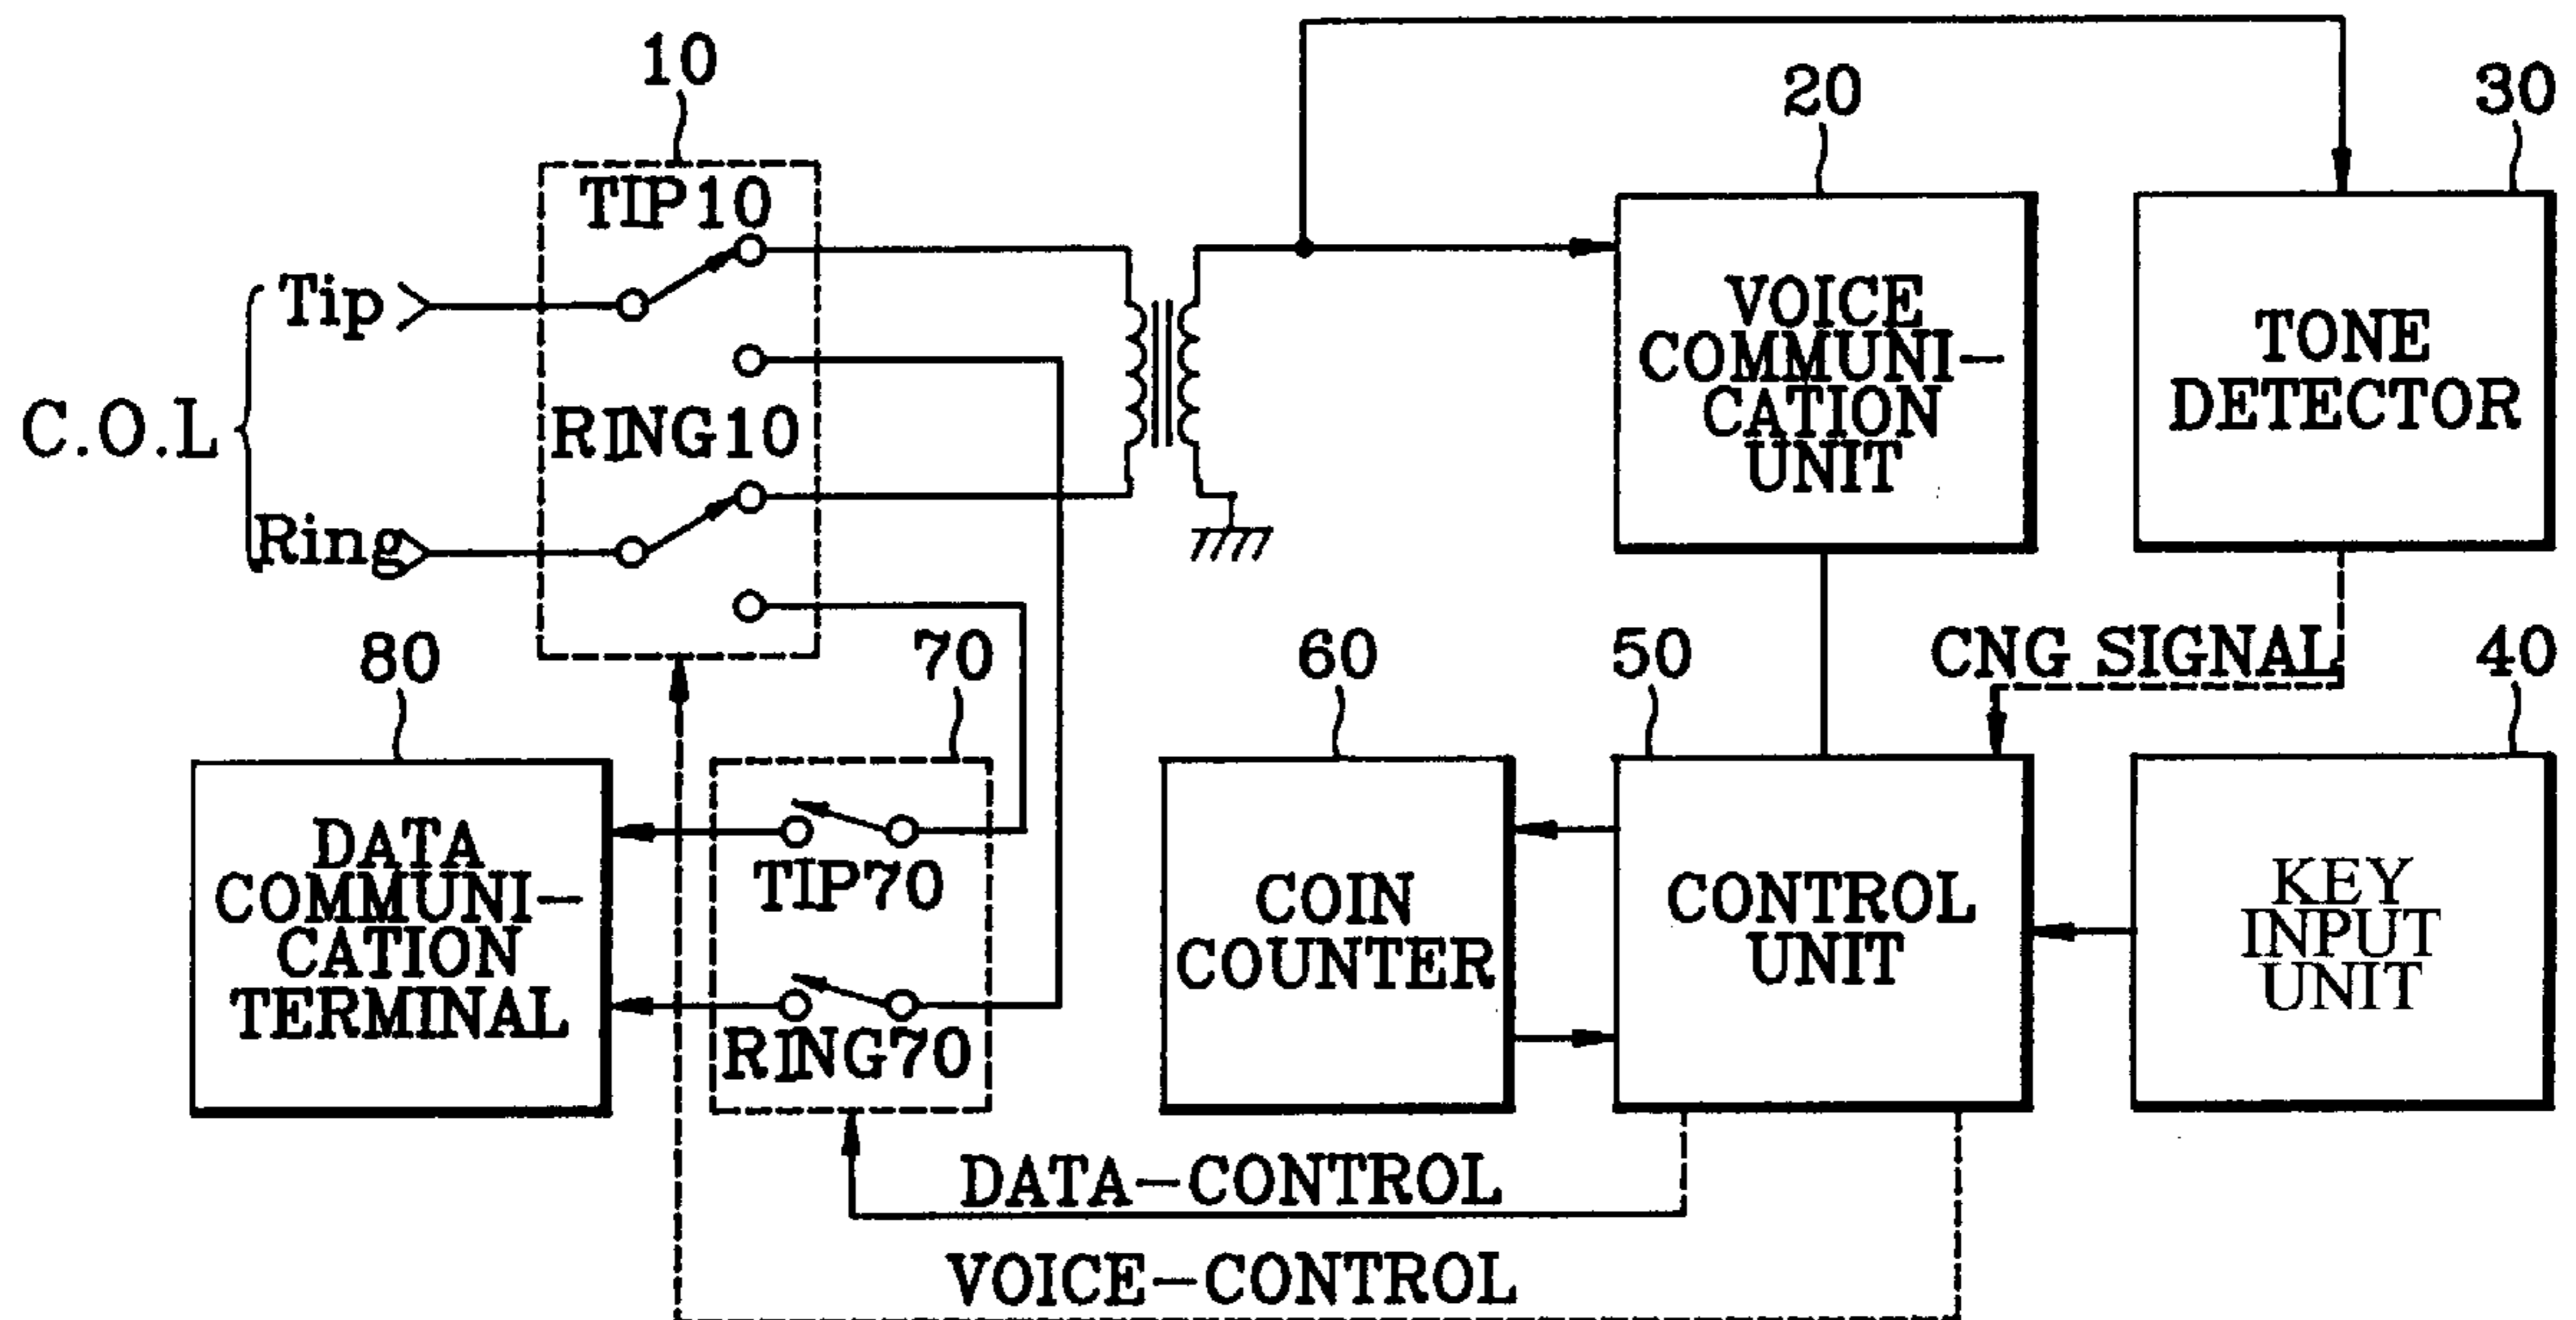 10
20
30
TIP10
Tip
C.O.L
RING10
Ring
VOICE
COMMUNI-
CATION
UNIT
TONE
DETECTOR
CNG SIGNAL
80
70
60
50
40
DATA
COMMUNI-
CATION
TERMINAL
TIP70
RING70
COIN
COUNTER
CONTROL
UNIT
KEY
INPUT
UNIT
DATA-CONTROL
VOICE-CONTROL